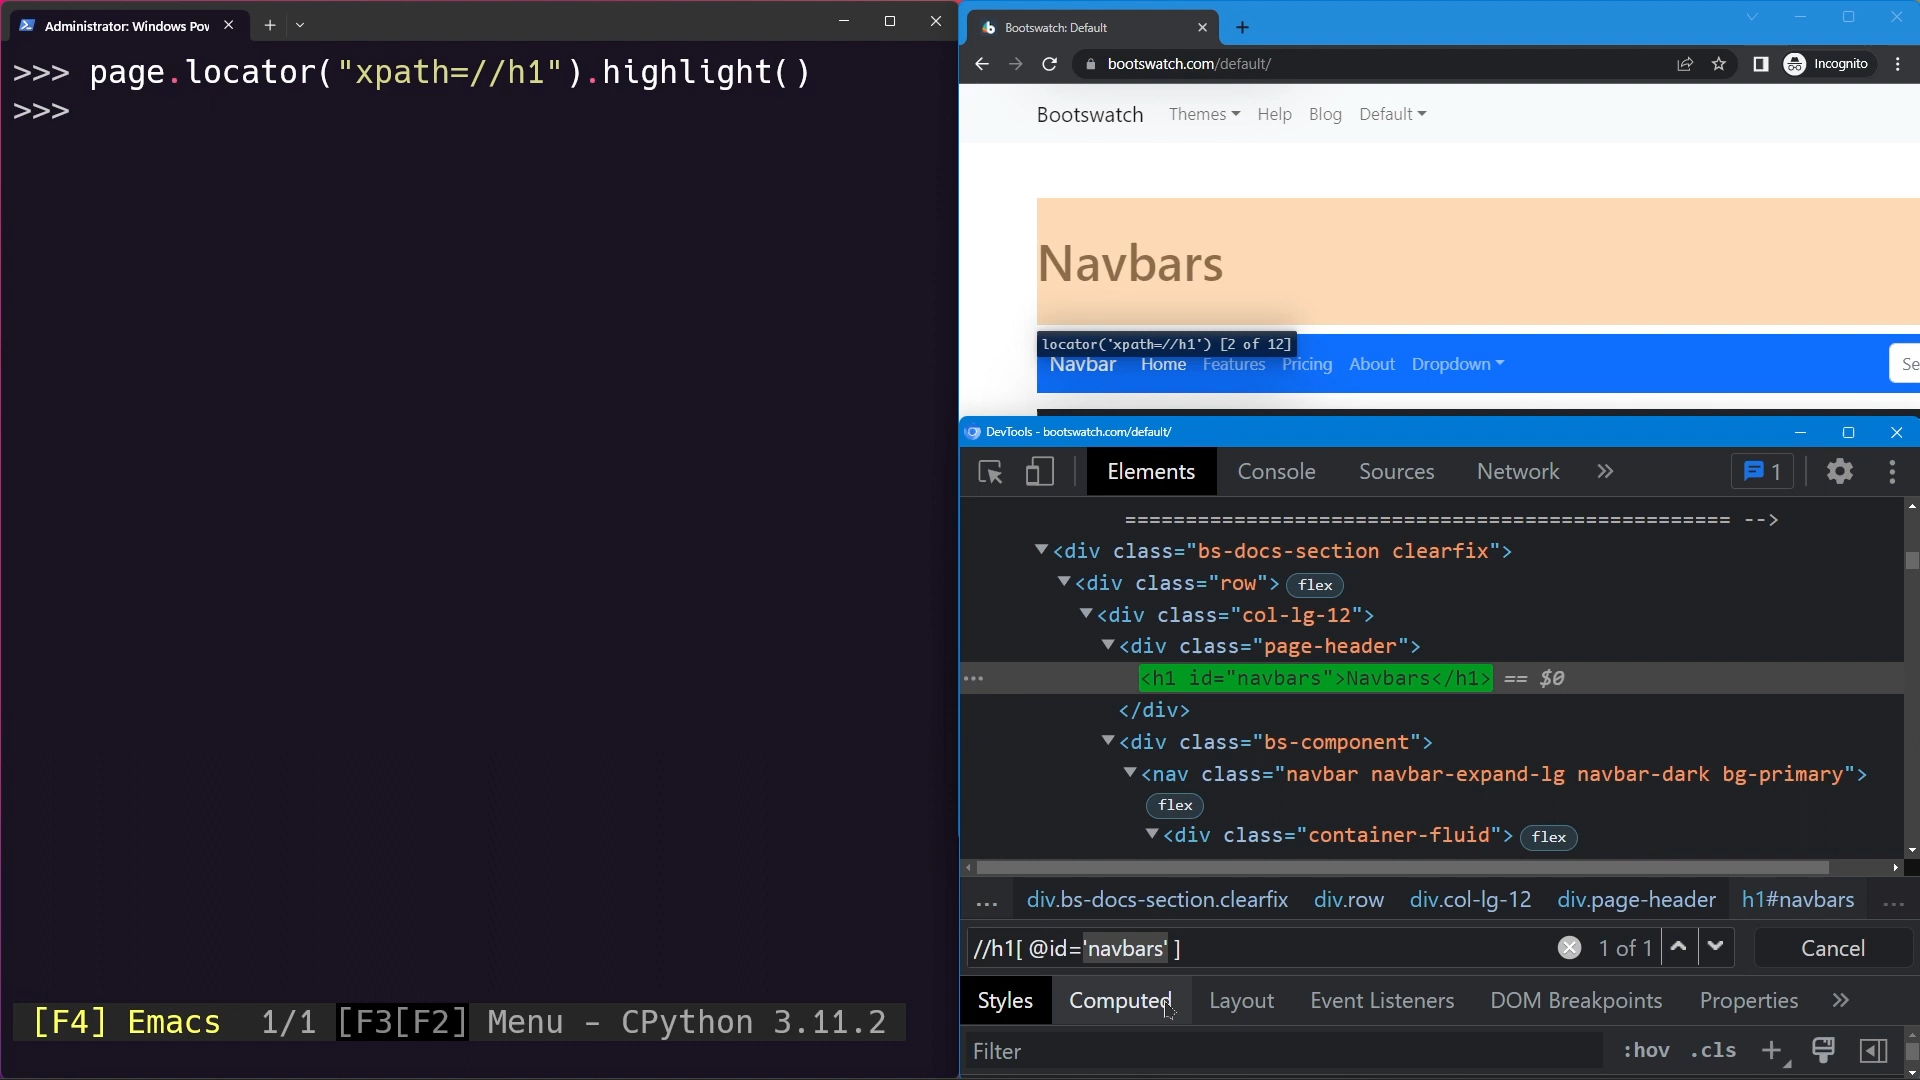 Administrator: Windows Pow
>>> page.locator("xpath=//h1").highlight()
>>>
[F4] Emacs 1/1 [F3[F2] Menu - CPython 3.11.2
Bootswatch: Default
bootswatch.com/default/
Incognito
Bootswatch Themes Help Blog Default
Navbars
locator('xpath=//h1') [2 of 12]
Navbar Home Features Pricing About Dropdown Se
DevTools - bootswatch.com/default/
Elements Console Sources Network » 1
================================================== -->
<div class="bs-docs-section clearfix">
<div class="row"> flex
<div class="col-lg-12">
<div class="page-header">
... <h1 id="navbars">Navbars</h1> == $0
</div>
<div class="bs-component">
<nav class="navbar navbar-expand-lg navbar-dark bg-primary">
flex
<div class="container-fluid"> flex
... div.bs-docs-section.clearfix div.row div.col-lg-12 div.page-header h1#navbars ...
//h1[ @id='navbars' ] 1 of 1 Cancel
Styles Computed Layout Event Listeners DOM Breakpoints Properties »
Filter :hov .cls